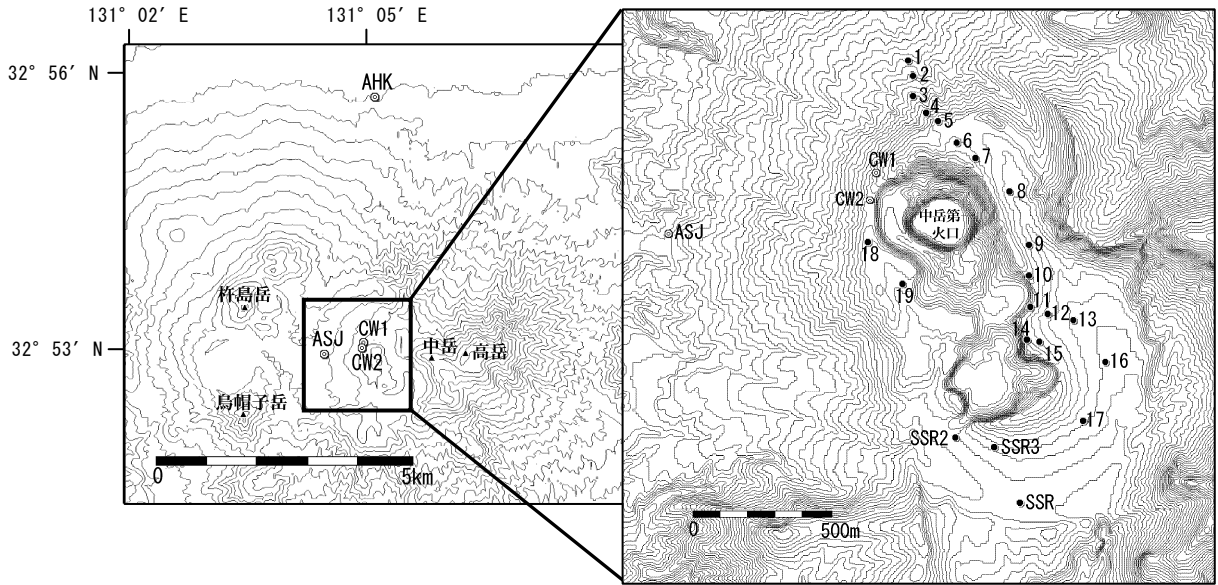 131° 02′ E
131° 05′ E
32° 56′ N
AHK
杵島岳
32° 53′ N
ASJ
CW1
CW2
中岳
高岳
烏帽子岳
0
5km
1
2
3
4
5
6
7
CW1
8
CW2
中岳第一
火口
ASJ
18
9
10
19
11
12
13
14
15
16
17
SSR2
SSR3
SSR
0
500m